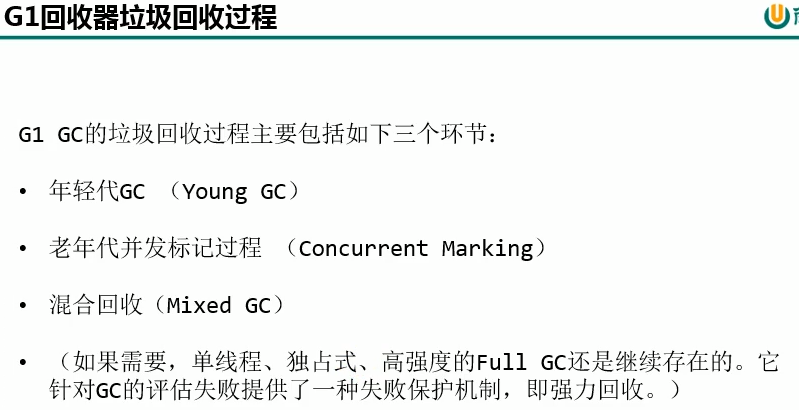 G1回收器垃圾回收过程
G1 GC的垃圾回收过程主要包括如下三个环节：
• 年轻代GC （Young GC）
• 老年代并发标记过程 （Concurrent Marking）
• 混合回收（Mixed GC）
• （如果需要，单线程、独占式、高强度的Full GC还是继续存在的。它
针对GC的评估失败提供了一种失败保护机制，即强力回收。）